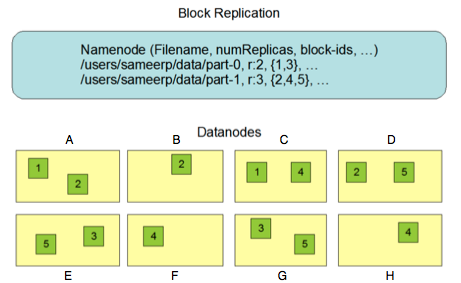 Block Replication
Namenode (Filename, numReplicas, block-ids, …)
/users/sameerp/data/part-0, r:2, {1,3}, …
/users/sameerp/data/part-1, r:3, {2,4,5}, …
Datanodes
A B C D
1 2 2 1 4 2 5
5 3 4 3 5 4
E F G H